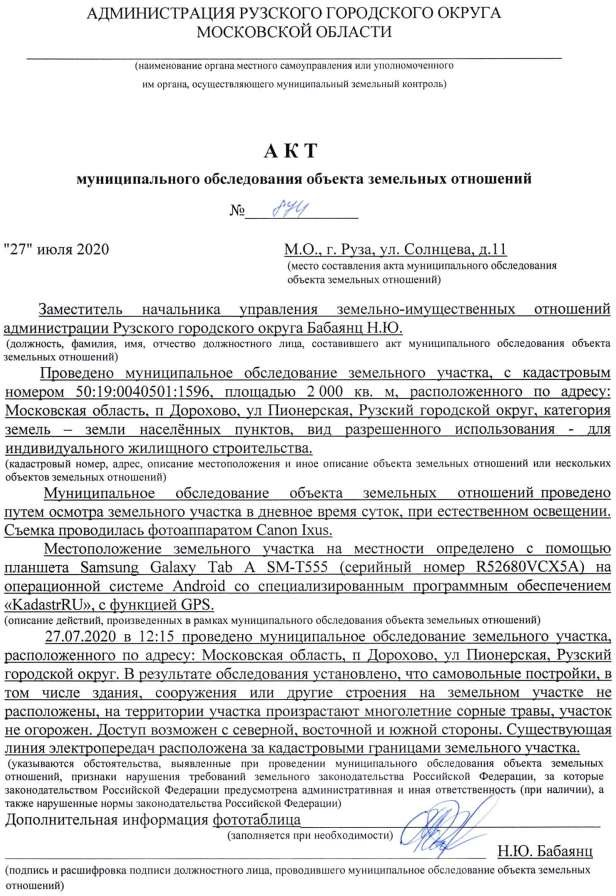 АДМИНИСТРАЦИЯ РУЗСКОГО ГОРОДСКОГО ОКРУГА
МОСКОВСКОЙ ОБЛАСТИ
(наименование органа местного самоуправления или уполномоченного
им органа, осуществляющего муниципальный земельный контроль)
А К Т
муниципального обследования объекта земельных отношений
№ 844
"27" июля 2020 М.О., г. Руза, ул. Солнцева, д.11
(место составления акта муниципального обследования
объекта земельных отношений)
Заместитель начальника управления земельно-имущественных отношений
администрации Рузского городского округа Бабаянц Н.Ю.
(должность, фамилия, имя, отчество должностного лица, составившего акт муниципального обследования объекта
земельных отношений)
Проведено муниципальное обследование земельного участка, с кадастровым
номером 50:19:0040501:1596, площадью 2 000 кв. м, расположенного по адресу:
Московская область, п Дорохово, ул Пионерская, Рузский городской округ, категория
земель – земли населённых пунктов, вид разрешенного использования - для
индивидуального жилищного строительства.
(кадастровый номер, адрес, описание местоположения и иное описание объекта земельных отношений или нескольких
объектов земельных отношений)
Муниципальное обследование объекта земельных отношений проведено
путем осмотра земельного участка в дневное время суток, при естественном освещении.
Съемка проводилась фотоаппаратом Canon Ixus.
Местоположение земельного участка на местности определено с помощью
планшета Samsung Galaxy Tab A SM-T555 (серийный номер R52680VCX5A) на
операционной системе Android со специализированным программным обеспечением
«KadastrRU», с функцией GPS.
(описание действий, произведенных в рамках муниципального обследования объекта земельных отношений)
27.07.2020 в 12:15 проведено муниципальное обследование земельного участка,
расположенного по адресу: Московская область, п Дорохово, ул Пионерская, Рузский
городской округ. В результате обследования установлено, что самовольные постройки, в
том числе здания, сооружения или другие строения на земельном участке не
расположены, на территории участка произрастают многолетние сорные травы, участок
не огорожен. Доступ возможен с северной, восточной и южной стороны. Существующая
линия электропередач расположена за кадастровыми границами земельного участка.
(указываются обстоятельства, выявленные при проведении муниципального обследования объекта земельных
отношений, признаки нарушения требований земельного законодательства Российской Федерации, за которые
законодательством Российской Федерации предусмотрена административная и иная ответственность (при наличии), а
также нарушенные нормы законодательства Российской Федерации)
Дополнительная информация фототаблица
(заполняется при необходимости)
Н.Ю. Бабаянц
(подпись и расшифровка подписи должностного лица, проводившего муниципальное обследование объекта земельных
отношений)